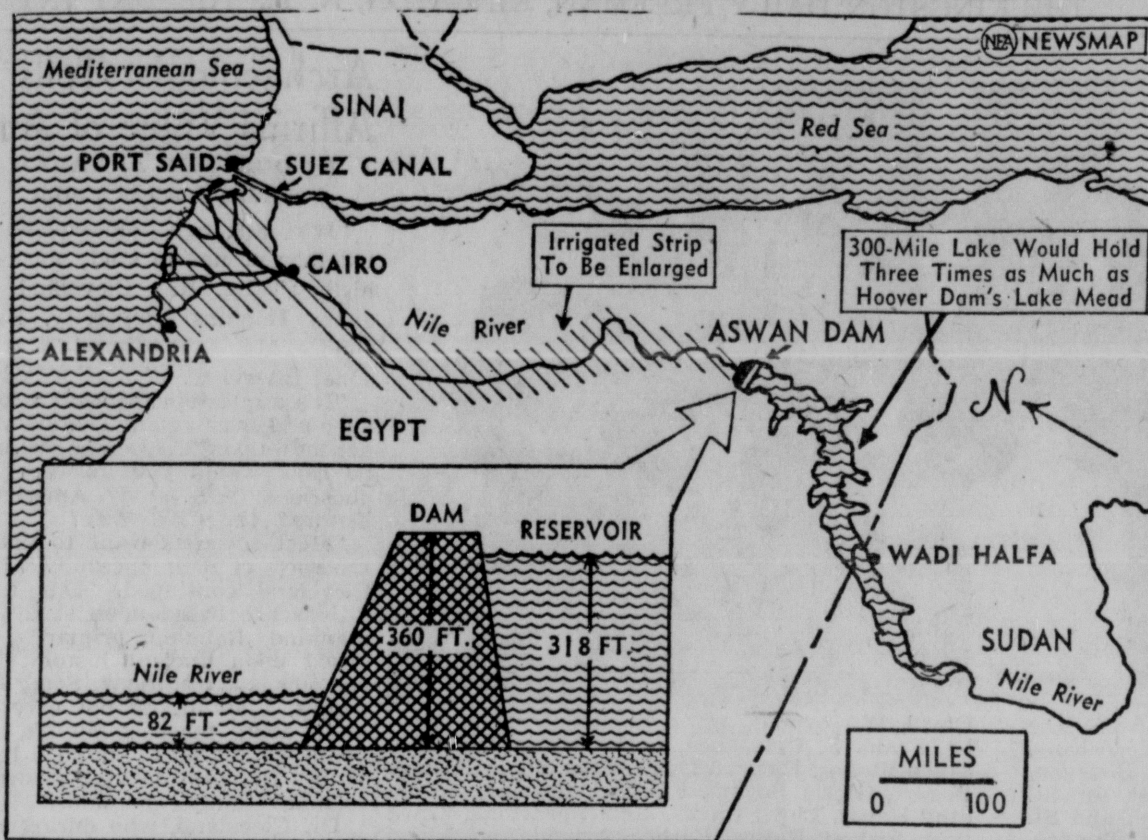 NEA NEWSMAP
Mediterranean Sea
SINAI
Red Sea
PORT SAID
SUEZ CANAL
Irrigated Strip
To Be Enlarged
300-Mile Lake Would Hold
Three Times as Much as
Hoover Dam's Lake Mead
CAIRO
Nile River
ALEXANDRIA
ASWAN DAM
N
EGYPT
DAM
RESERVOIR
360 FT.
318 FT.
Nile River
82 FT.
WADI HALFA
SUDAN
Nile River
MILES
0 100